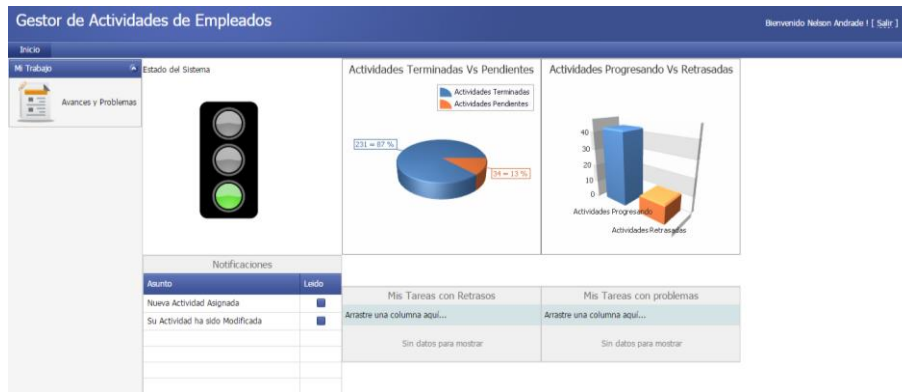 Gestor de Actividades de Empleados
Bienvenido Nelson Andrade ! [ Salir ]
Inicio
Mi Trabajo
Avances y Problemas
Estado del Sistema
Actividades Terminadas Vs Pendientes
Actividades Terminadas
Actividades Pendientes
231 = 87 %
34 = 13 %
Actividades Progresando Vs Retrasadas
40
30
20
10
0
Actividades Progresando
Actividades Retrasadas
Notificaciones
Asunto Leido
Nueva Actividad Asignada
Su Actividad ha sido Modificada
Mis Tareas con Retrasos
Arrastre una columna aquí...
Sin datos para mostrar
Mis Tareas con problemas
Arrastre una columna aquí...
Sin datos para mostrar